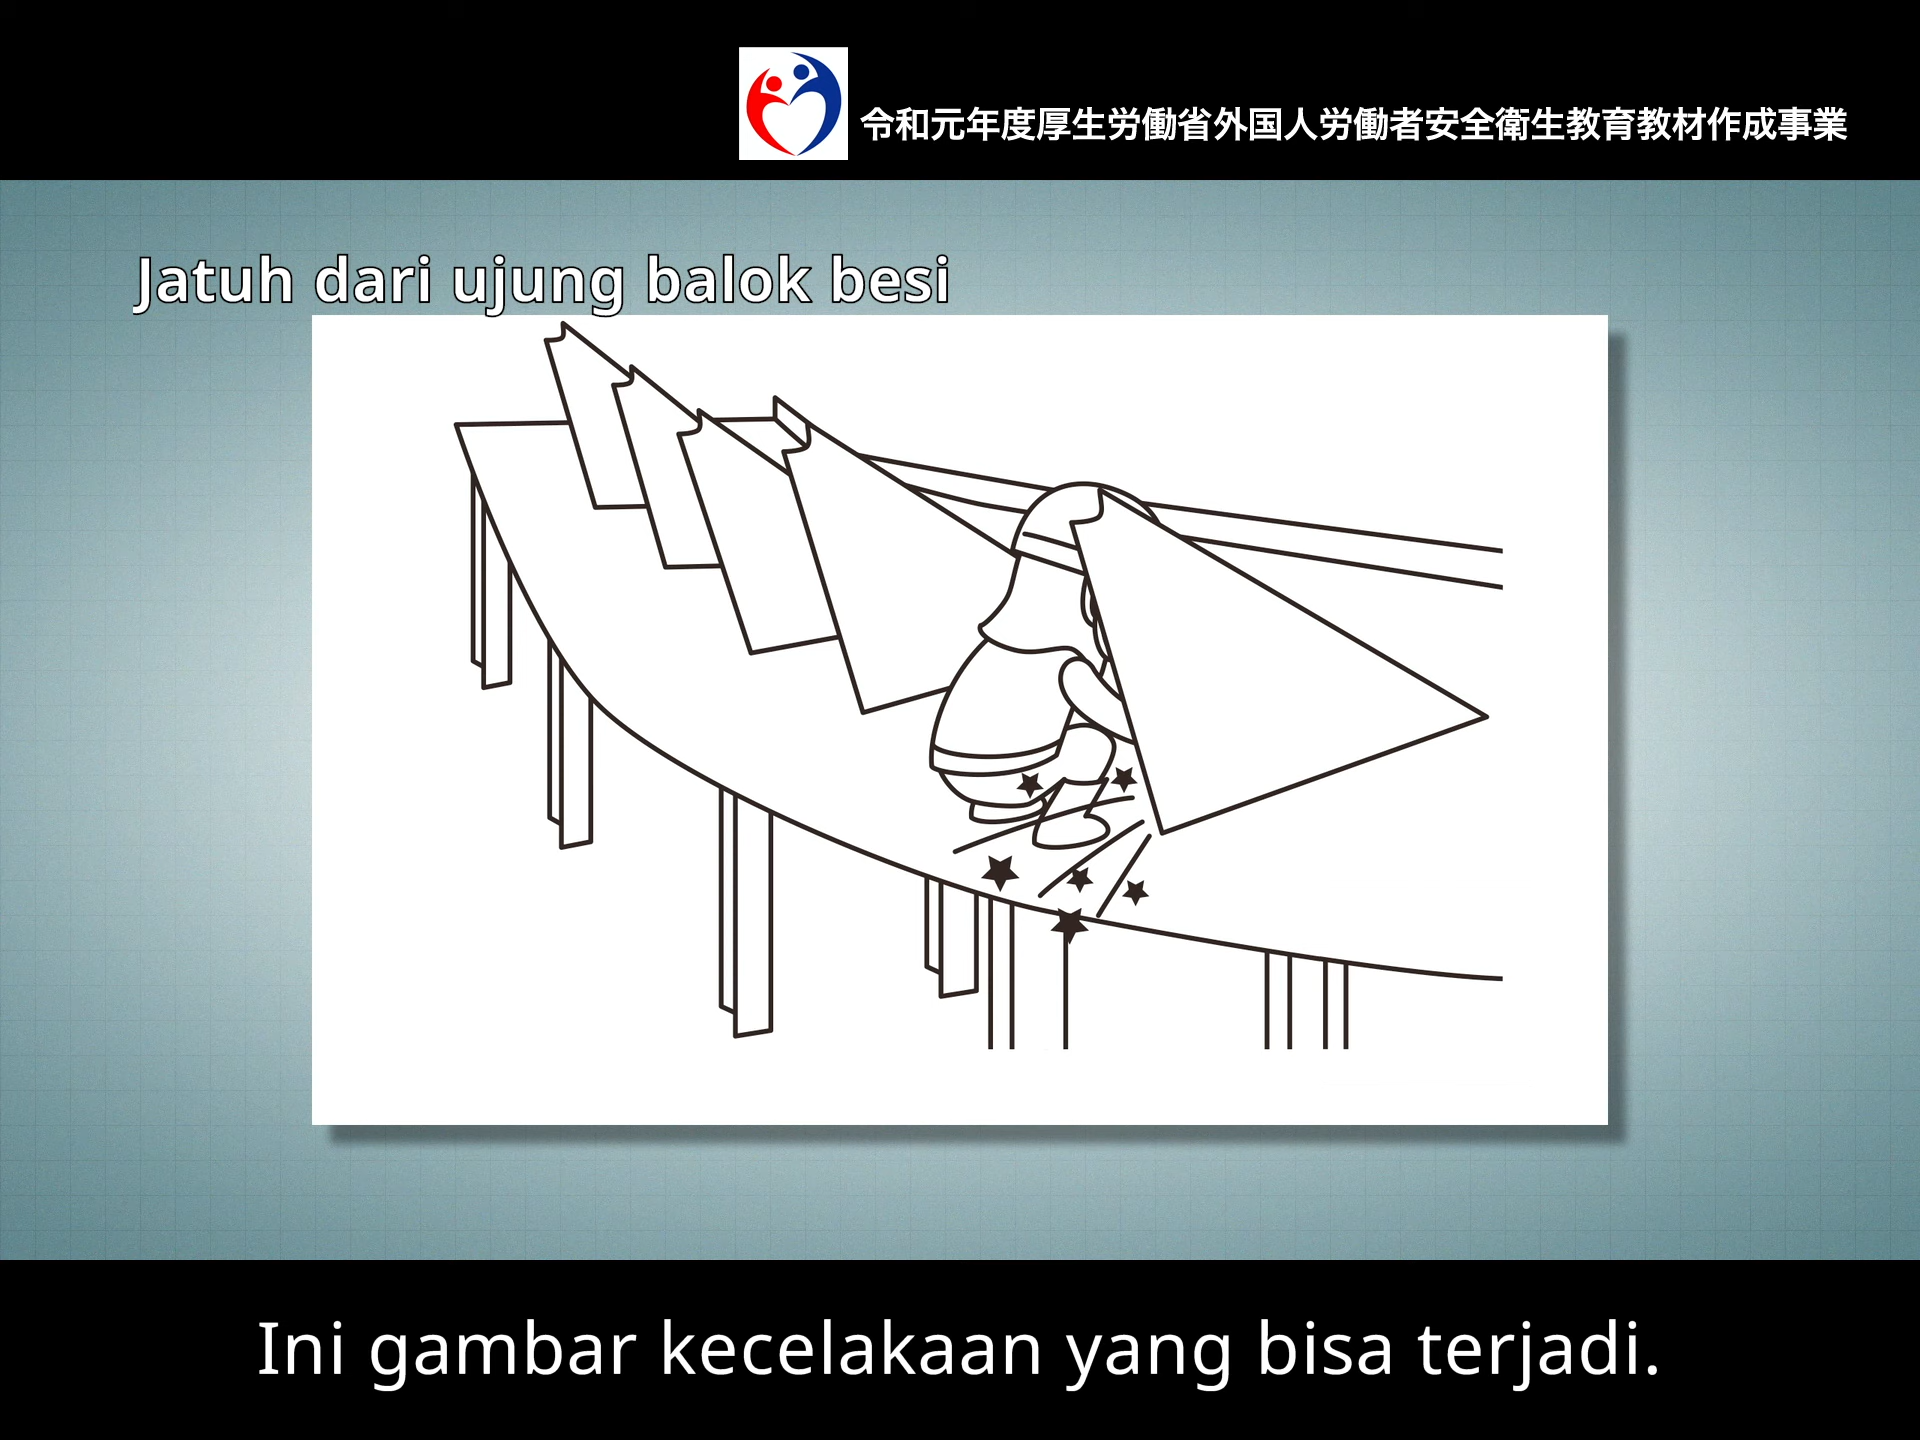 令和元年度厚生労働省外国人労働者安全衛生教育教材作成事業
Jatuh dari ujung balok besi
Ini gambar kecelakaan yang bisa terjadi.